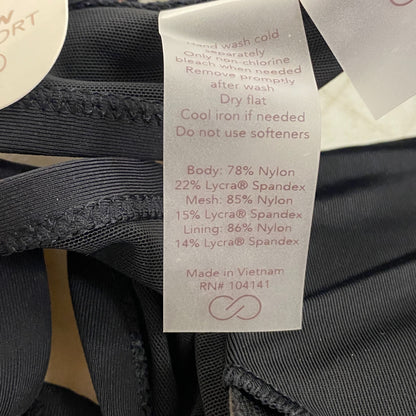 ORT
Hand wash cold
separately
Only non-chlorine
bleach when needed
Remove promptly
after wash
Dry flat
Cool iron if needed
Do not use softeners
Body: 78% Nylon
22% Lycra® Spandex
Mesh: 85% Nylon
15% Lycra® Spandex
Lining: 86% Nylon
14% Lycra® Spandex
Made in Vietnam
RN# 104141